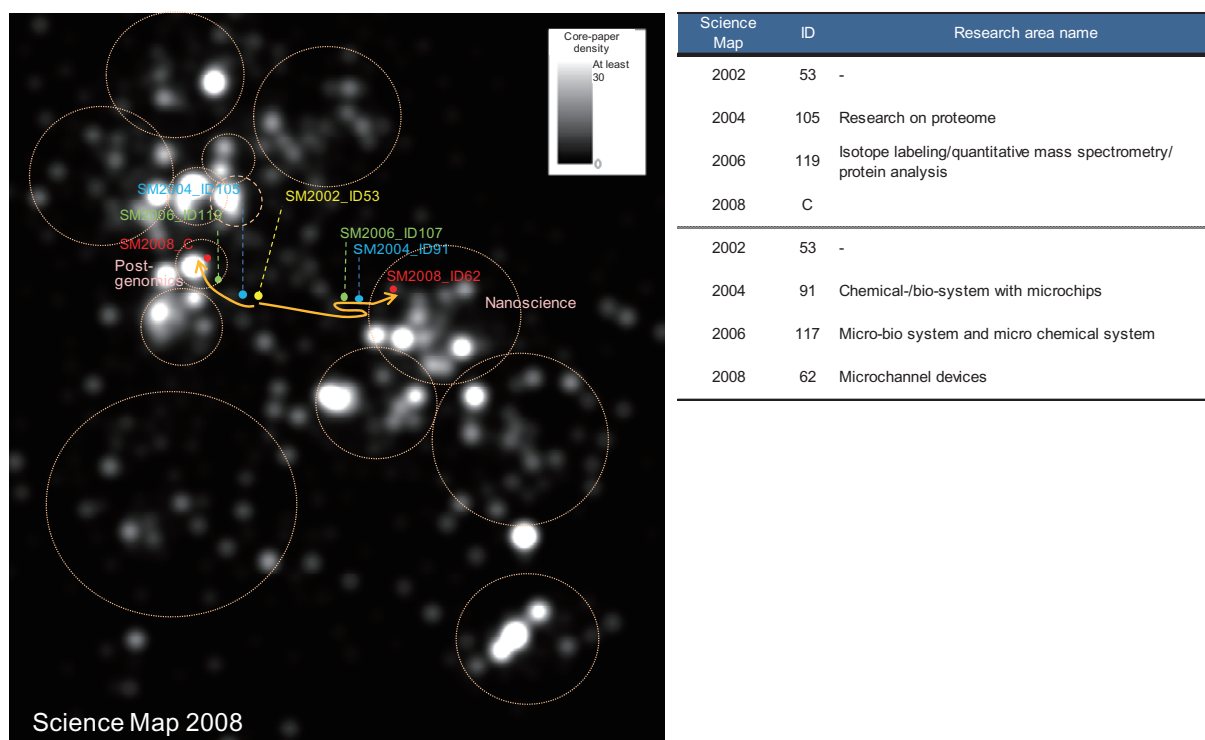 Core-paper
density
At least
30
0
SM2004_ID105
SM2002_ID53
SM2006_ID119
SM2006_ID107
SM2004_ID91
SM2008_C
Post-
genomics
SM2008_ID62
Nanoscience
Science Map 2008
Science
Map
ID
Research area name
2002 53 -
2004 105 Research on proteome
2006 119 Isotope labeling/quantitative mass spectrometry/
protein analysis
2008 C
2002 53 -
2004 91 Chemical-/bio-system with microchips
2006 117 Micro-bio system and micro chemical system
2008 62 Microchannel devices